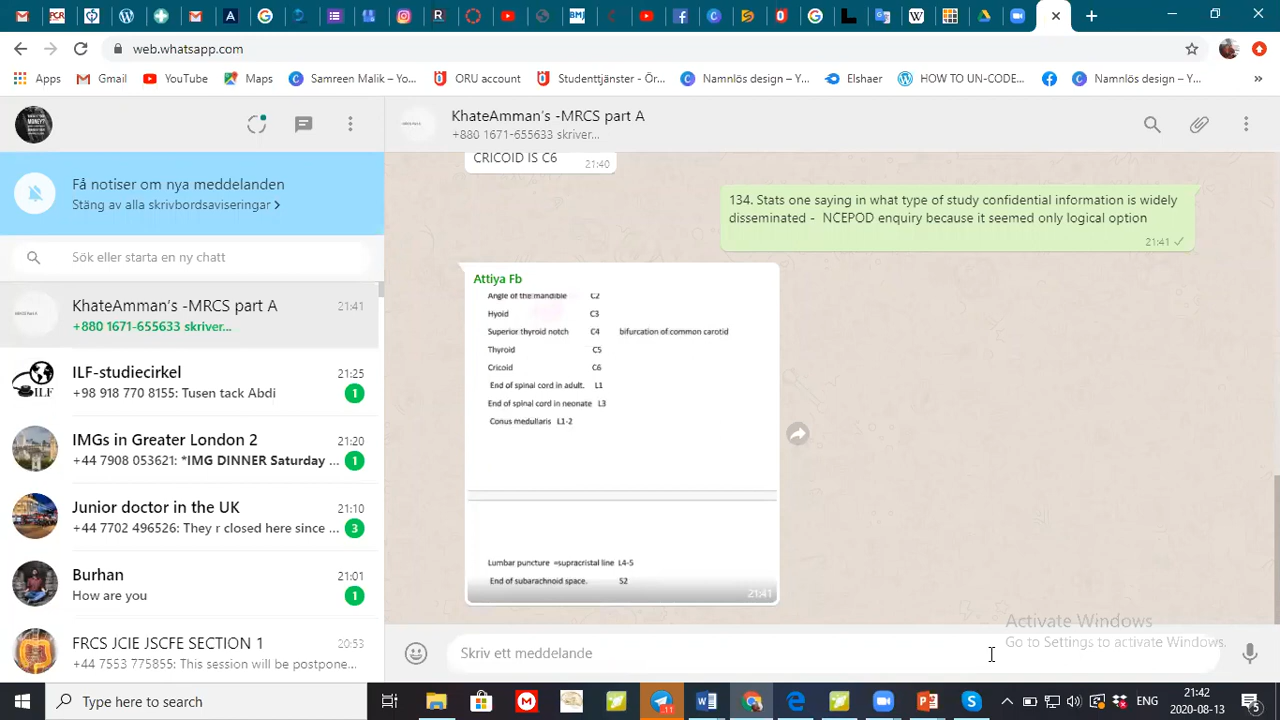 web.whatsapp.com
Apps
Gmail
YouTube
Maps
Samreen Malik – Yo...
ORU account
Studenttjänster - Ör...
Namnlös design – y...
Elshaer
HOW TO UN-CODE...
Namnlös design – y...
KhateAmman's -MRCS part A
+880 1671-655633 skriver...
Få notiser om nya meddelanden
Stäng av alla skrivbordsaviseringar >
Sök eller starta en ny chatt
KhateAmman's -MRCS part A 21:41
+880 1671-655633 skriver...
ILF-studiecirkel 21:25
+98 918 770 8155: Tusen tack Abdi 1
IMGs in Greater London 2 21:20
+44 7908 053621: *IMG DINNER Saturday ... 1
Junior doctor in the UK 21:10
+44 7702 496526: They r closed here since ... 3
Burhan 21:01
How are you 1
FRCS JCIE JSCFE SECTION 1 20:53
+44 7553 775855: This session will be postpone...
CRICOID IS C6 21:40
134. Stats one saying in what type of study confidential information is widely
disseminated - NCEPOD enquiry because it seemed only logical option
21:41
Attiya Fb
Angle of the mandible C2
Hyoid C3
Superior thyroid notch C4 bifurcation of common carotid
Thyroid C5
Cricoid C6
End of spinal cord in adult. L1
End of spinal cord in neonate L3
Conus medullaris L1-2
Lumbar puncture =supracristal line L4-5
End of subarachnoid space. S2
21:41
Activate Windows
Go to Settings to activate Windows.
Skriv ett meddelande
Type here to search
ENG
21:42
2020-08-13
5